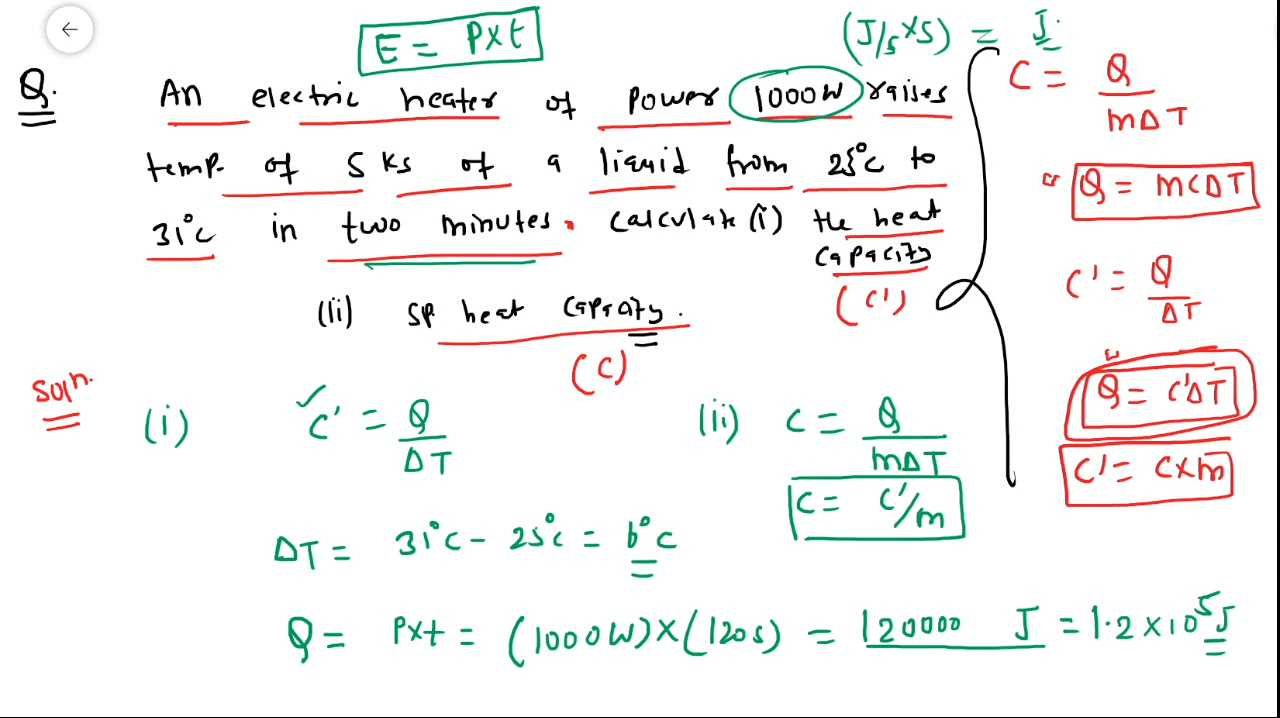 E = P×t
(J/s×s) = J
Q. An electric heater of power 1000W raises
temp. of 5 KS of a liquid from 25°C to
31°C in two minutes. Calculate (i) the heat
capacity
(C')
(ii) SP heat capacity.
(C)
C = Q/mΔT
Q = mCΔT
C' = Q/ΔT
Q = C'ΔT
C' = C×m
Soln.
(i) C' = Q/ΔT
(ii) C = Q/mΔT
C = C'/m
ΔT = 31°C - 25°C = 6°C
Q = P×t = (1000W)×(120s) = 120000 J = 1.2×10⁵J